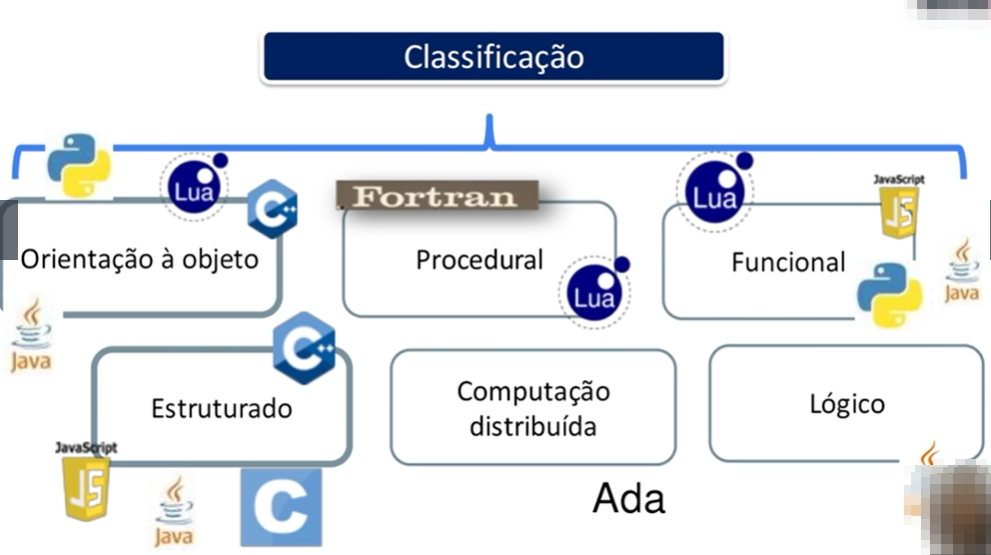 Classificação
Lua
C++
Orientação à objeto
Java
Fortran
Procedural
Lua
Lua
JavaScript
JS
Funcional
Java
C++
Estruturado
JavaScript
JS
Java
C
Computação
distribuída
Ada
Lógico